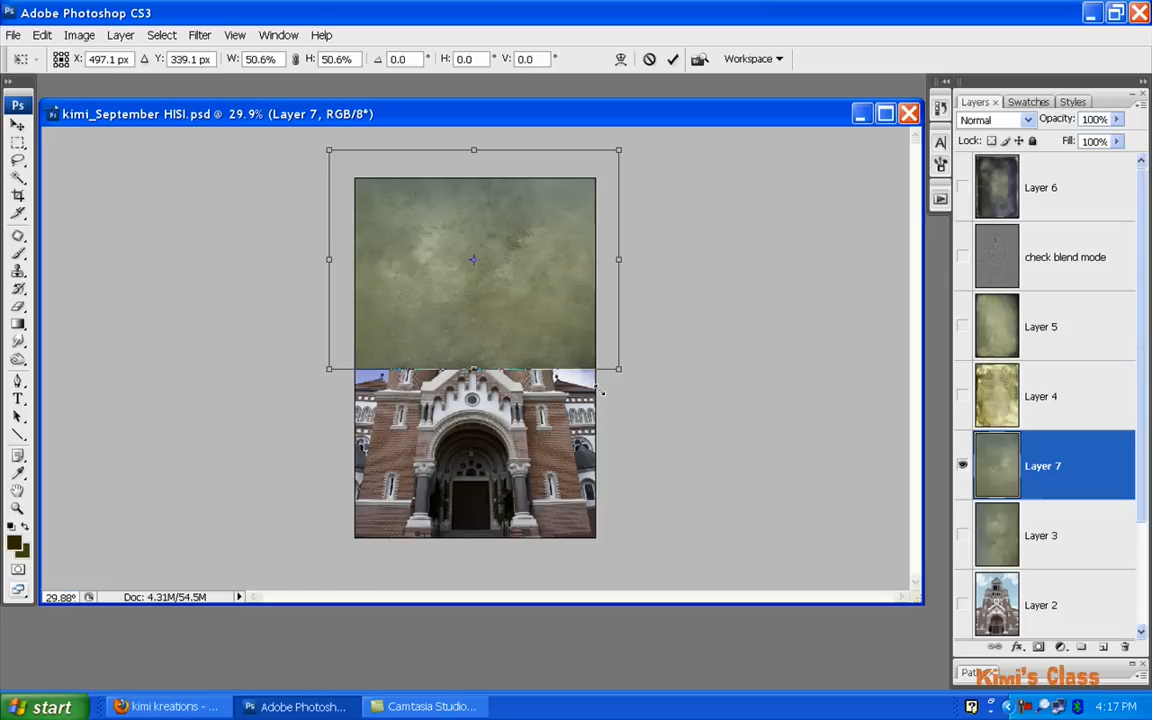 Ps Adobe Photoshop CS3
File Edit Image Layer Select Filter View Window Help
X: 497.1 px Δ Y: 339.1 px W: 50.6% H: 50.6% 0.0 ° H: 0.0 ° V: 0.0 ° Workspace
Ps
kimi_September HISI.psd @ 29.9% (Layer 7, RGB/8*)
Layers × Swatches Styles
Normal Opacity: 100%
Lock: Fill: 100%
Layer 6
check blend mode
Layer 5
Layer 4
Layer 7
Layer 3
Layer 2
29.88% Doc: 4.31M/54.5M
Kimi's Class
start kimi kreations - ... Adobe Photosh... Camtasia Studio... 4:17 PM